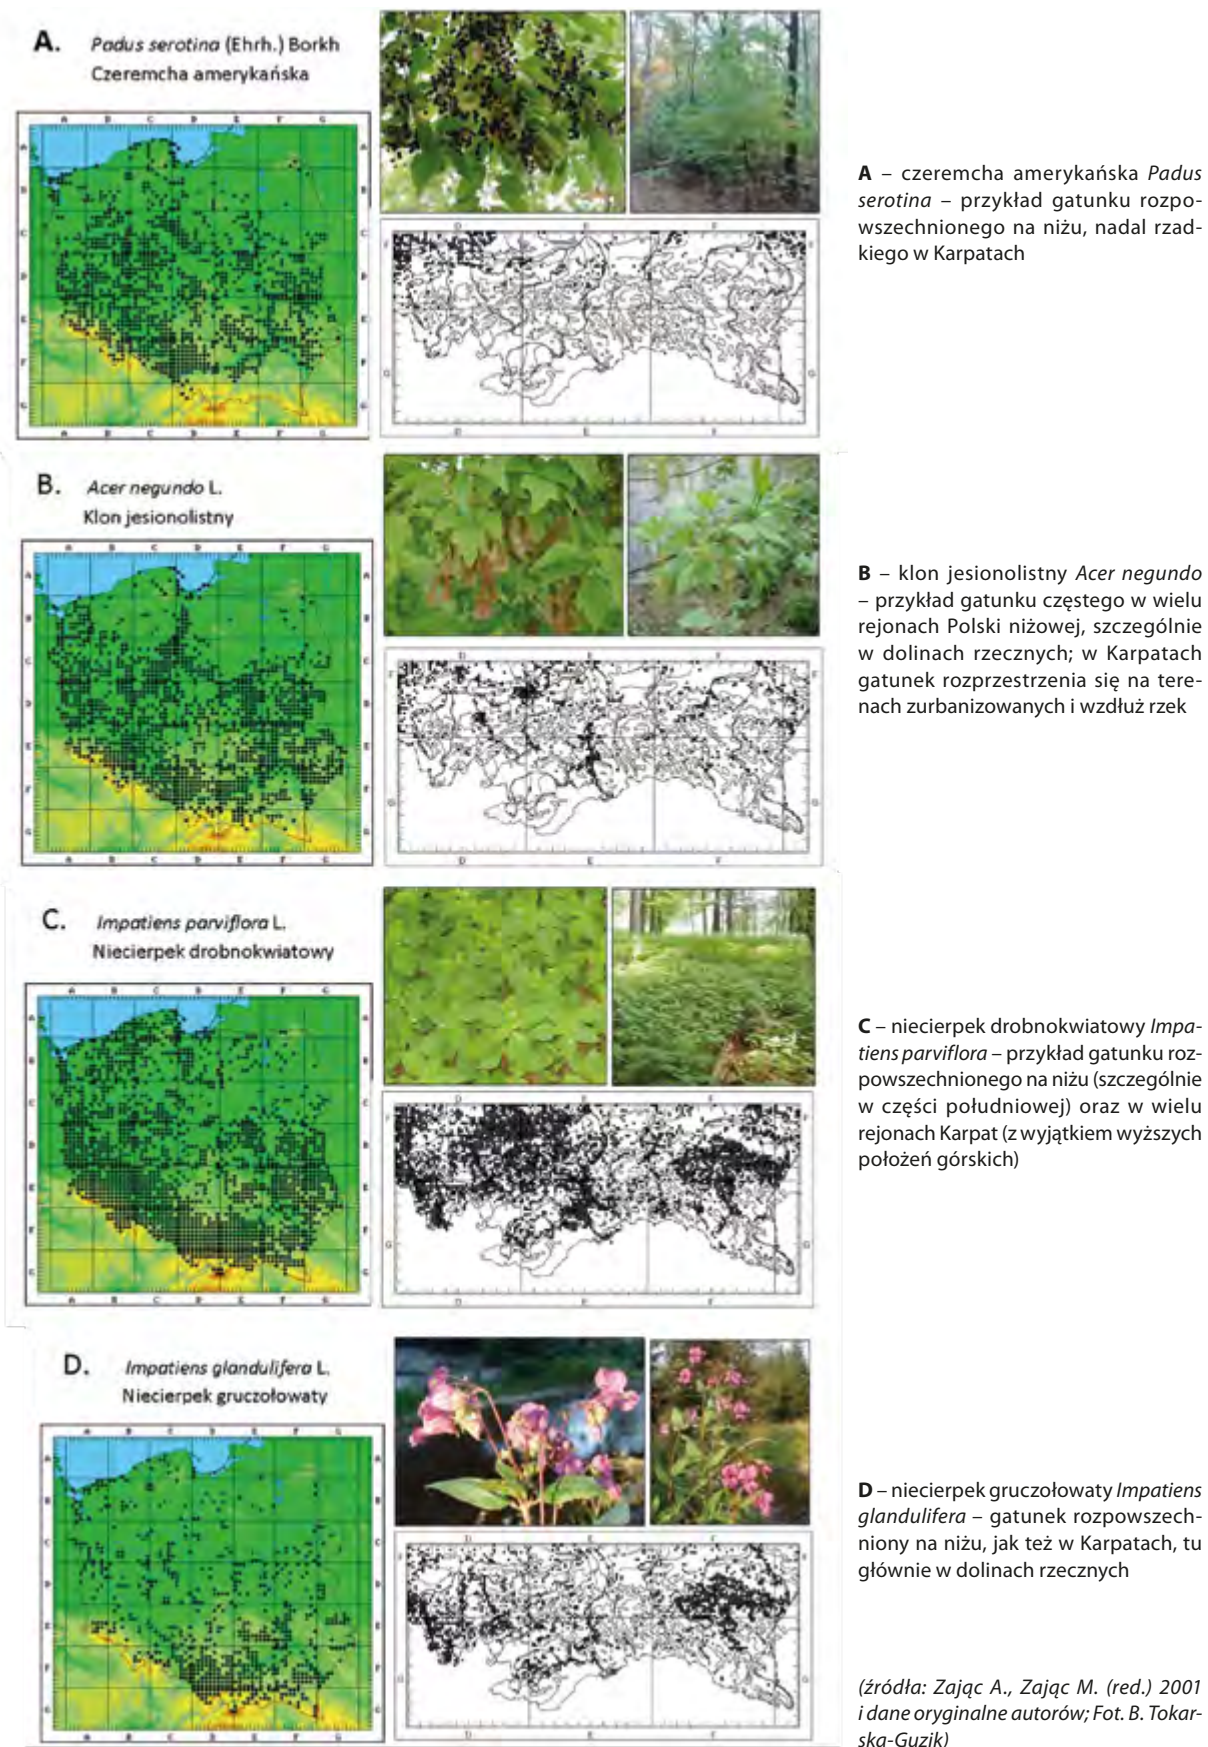 A. Padus serotina (Ehrh.) Borkh
Czeremcha amerykańska
A – czeremcha amerykańska Padus
serotina – przykład gatunku rozpo-
wszechnionego na niżu, nadal rzad-
kiego w Karpatach
B. Acer negundo L.
Klon jesionolistny
B – klon jesionolistny Acer negundo
– przykład gatunku częstego w wielu
rejonach Polski niżowej, szczególnie
w dolinach rzecznych; w Karpatach
gatunek rozprzestrzenia się na tere-
nach zurbanizowanych i wzdłuż rzek
C. Impatiens parviflora L.
Niecierpek drobnokwiatowy
C – niecierpek drobnokwiatowy Impa-
tiens parviflora – przykład gatunku roz-
powszechnionego na niżu (szczególnie
w części południowej) oraz w wielu
rejonach Karpat (z wyjątkiem wyższych
położeń górskich)
D. Impatiens glandulifera L.
Niecierpek gruczołowaty
D – niecierpek gruczołowaty Impatiens
glandulifera – gatunek rozpowszech-
niony na niżu, jak też w Karpatach, tu
głównie w dolinach rzecznych
(źródła: Zając A., Zając M. (red.) 2001
i dane oryginalne autorów; Fot. B. Tokar-
ska-Guzik)